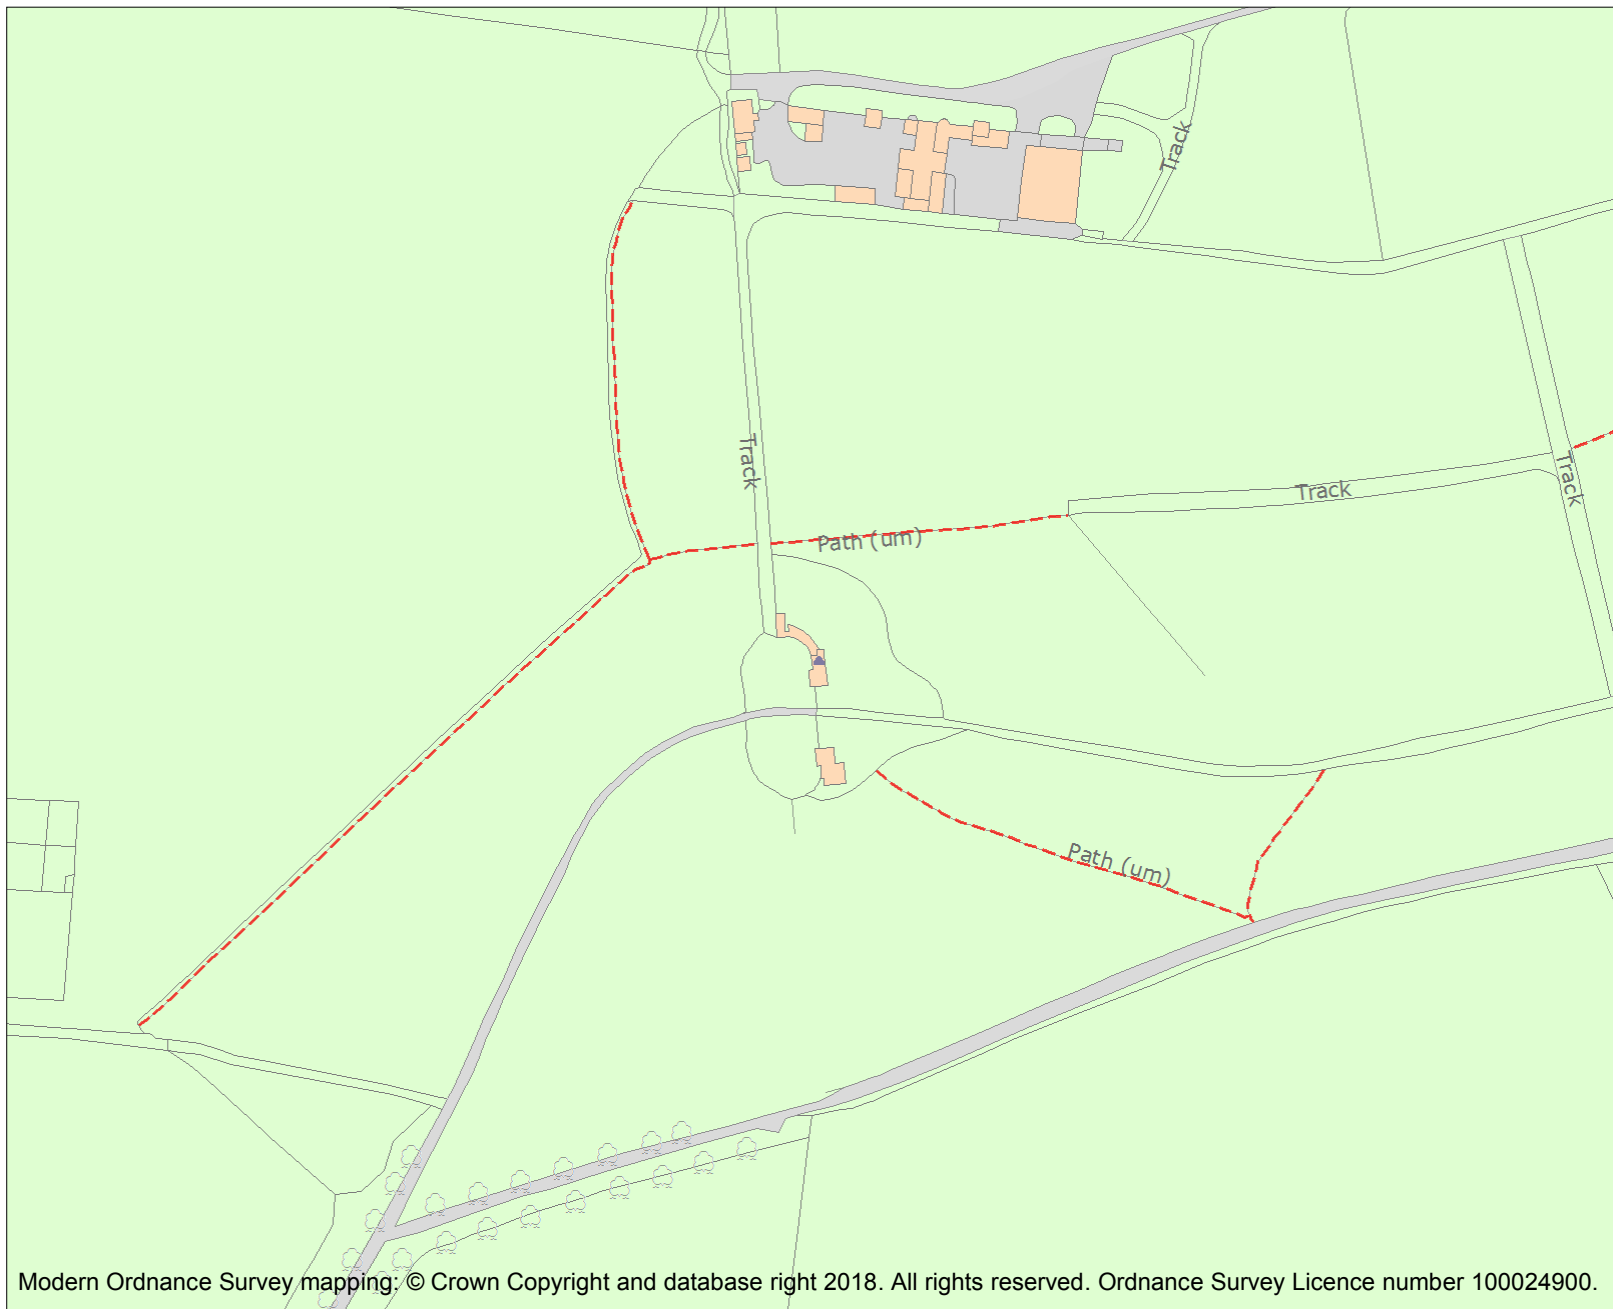 Track
Track
Track
Track
Path (um)
Path (um)
Modern Ordnance Survey mapping: © Crown Copyright and database right 2018. All rights reserved. Ordnance Survey Licence number 100024900.